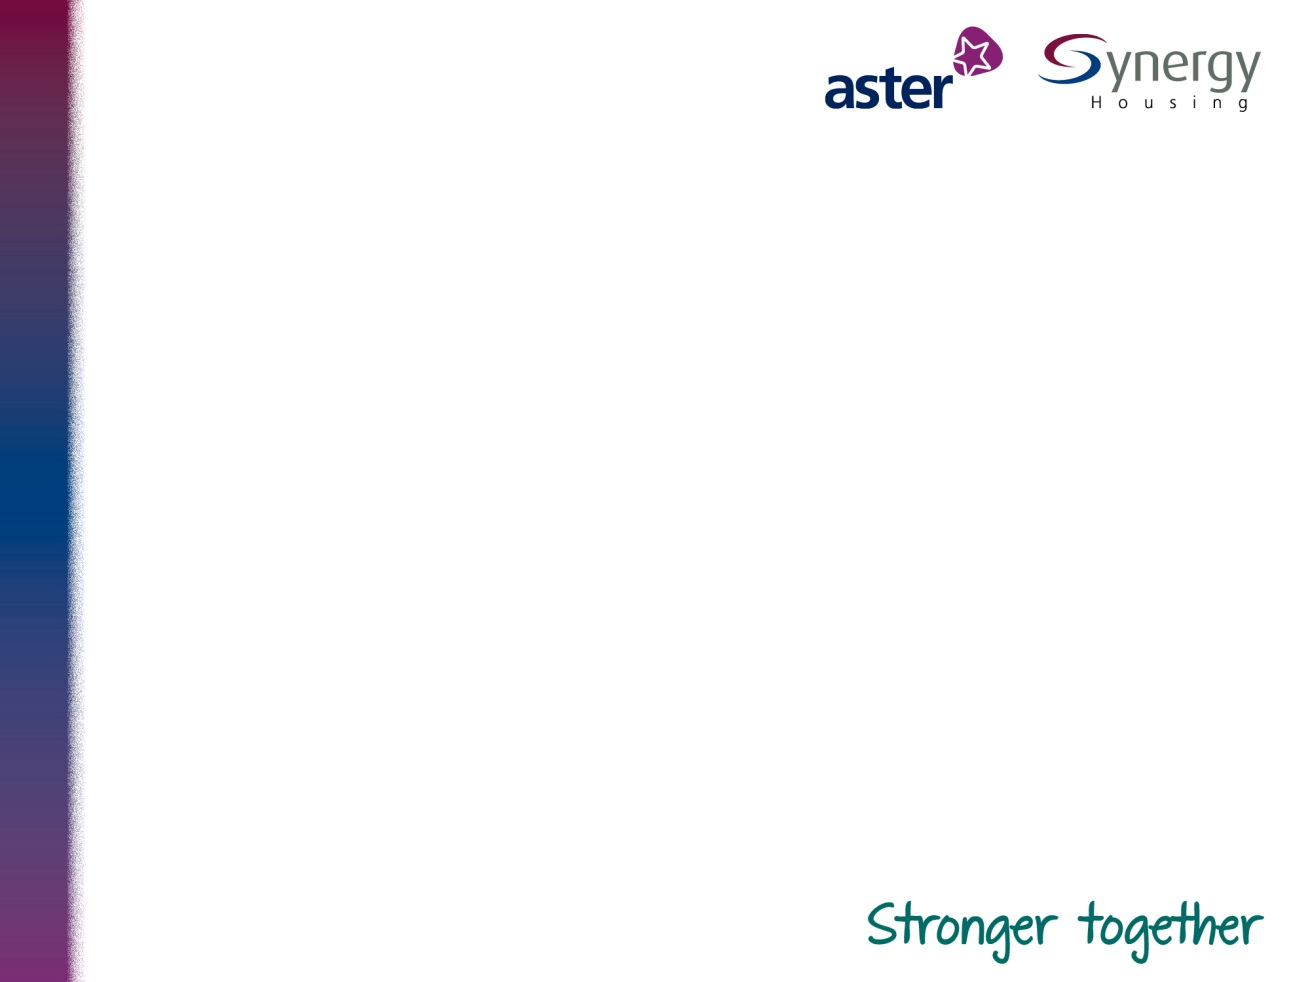 aster
Synergy
Housing
Stronger together